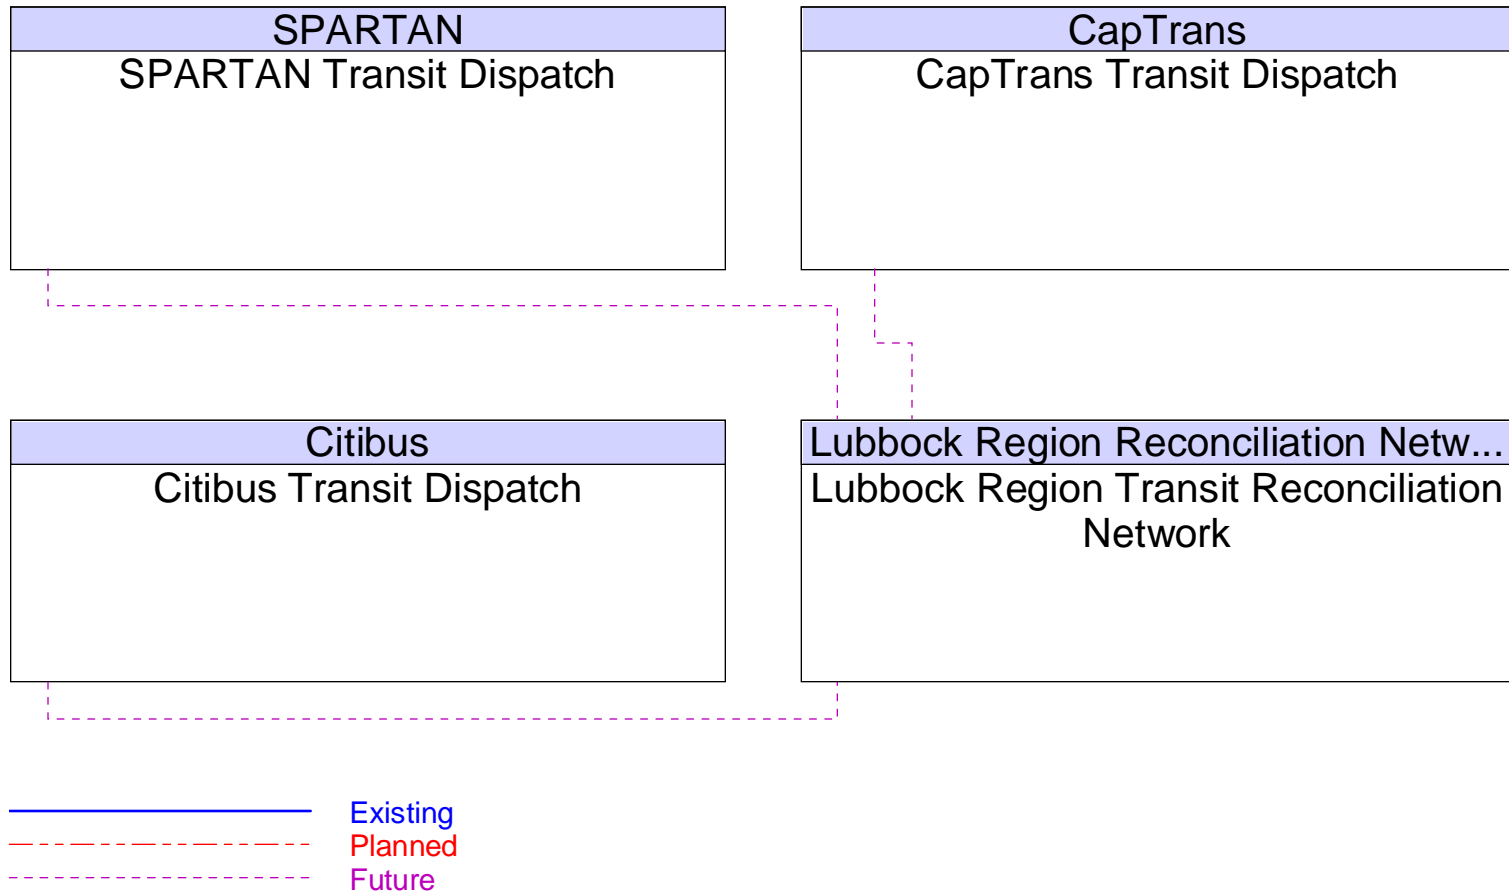 SPARTAN
SPARTAN Transit Dispatch
CapTrans
CapTrans Transit Dispatch
Citibus
Citibus Transit Dispatch
Lubbock Region Reconciliation Netw...
Lubbock Region Transit Reconciliation
Network
Existing
Planned
Future